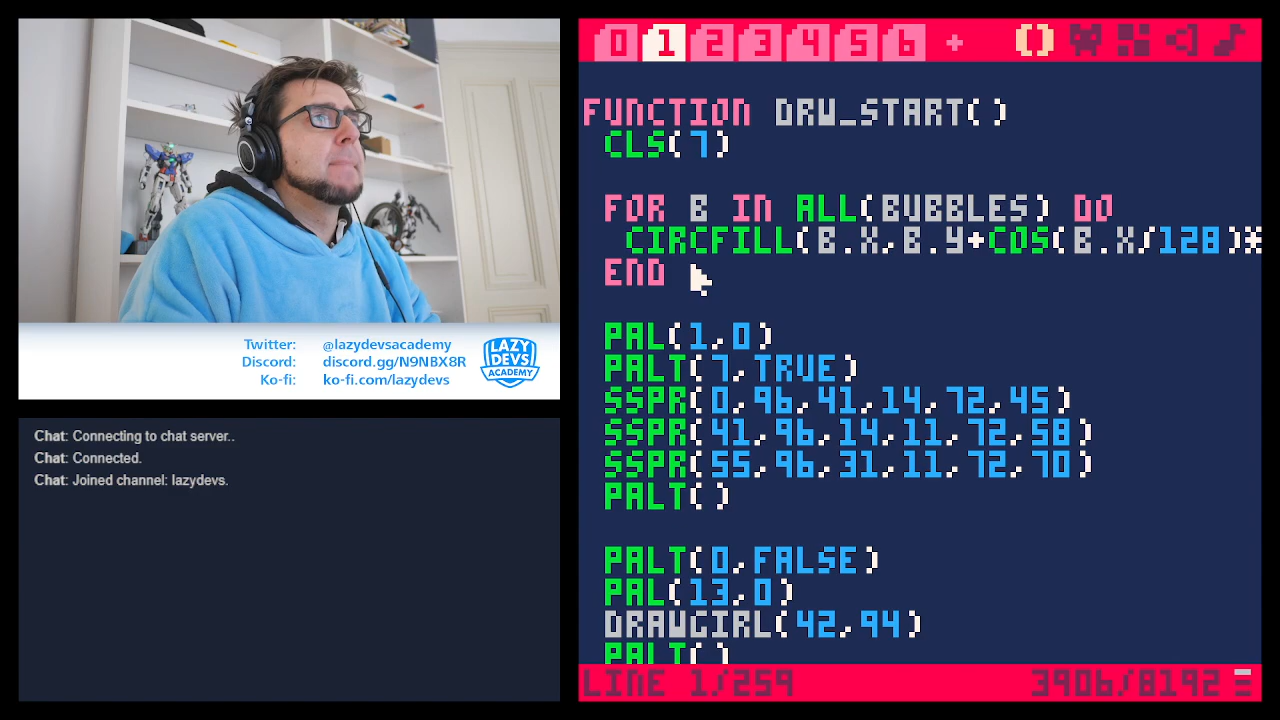 Twitter: @lazydevsacademy
Discord: discord.gg/N9NBX8R
Ko-fi: ko-fi.com/lazydevs
LAZY
DEVS
ACADEMY
Chat: Connecting to chat server..
Chat: Connected.
Chat: Joined channel: lazydevs.
0 1 2 3 4 5 6 +
FUNCTION DRW_START()
CLS(7)
FOR B IN ALL(BUBBLES) DO
CIRCFILL(B.X,B.Y+COS(B.X/128)*
END
PAL(1,0)
PALT(7,TRUE)
SSPR(0,96,41,14,72,45)
SSPR(41,96,14,11,72,58)
SSPR(55,96,31,11,72,70)
PALT()
PALT(0,FALSE)
PAL(13,0)
DRAWGIRL(42,94)
PALT()
LINE 1/259
3906/8192